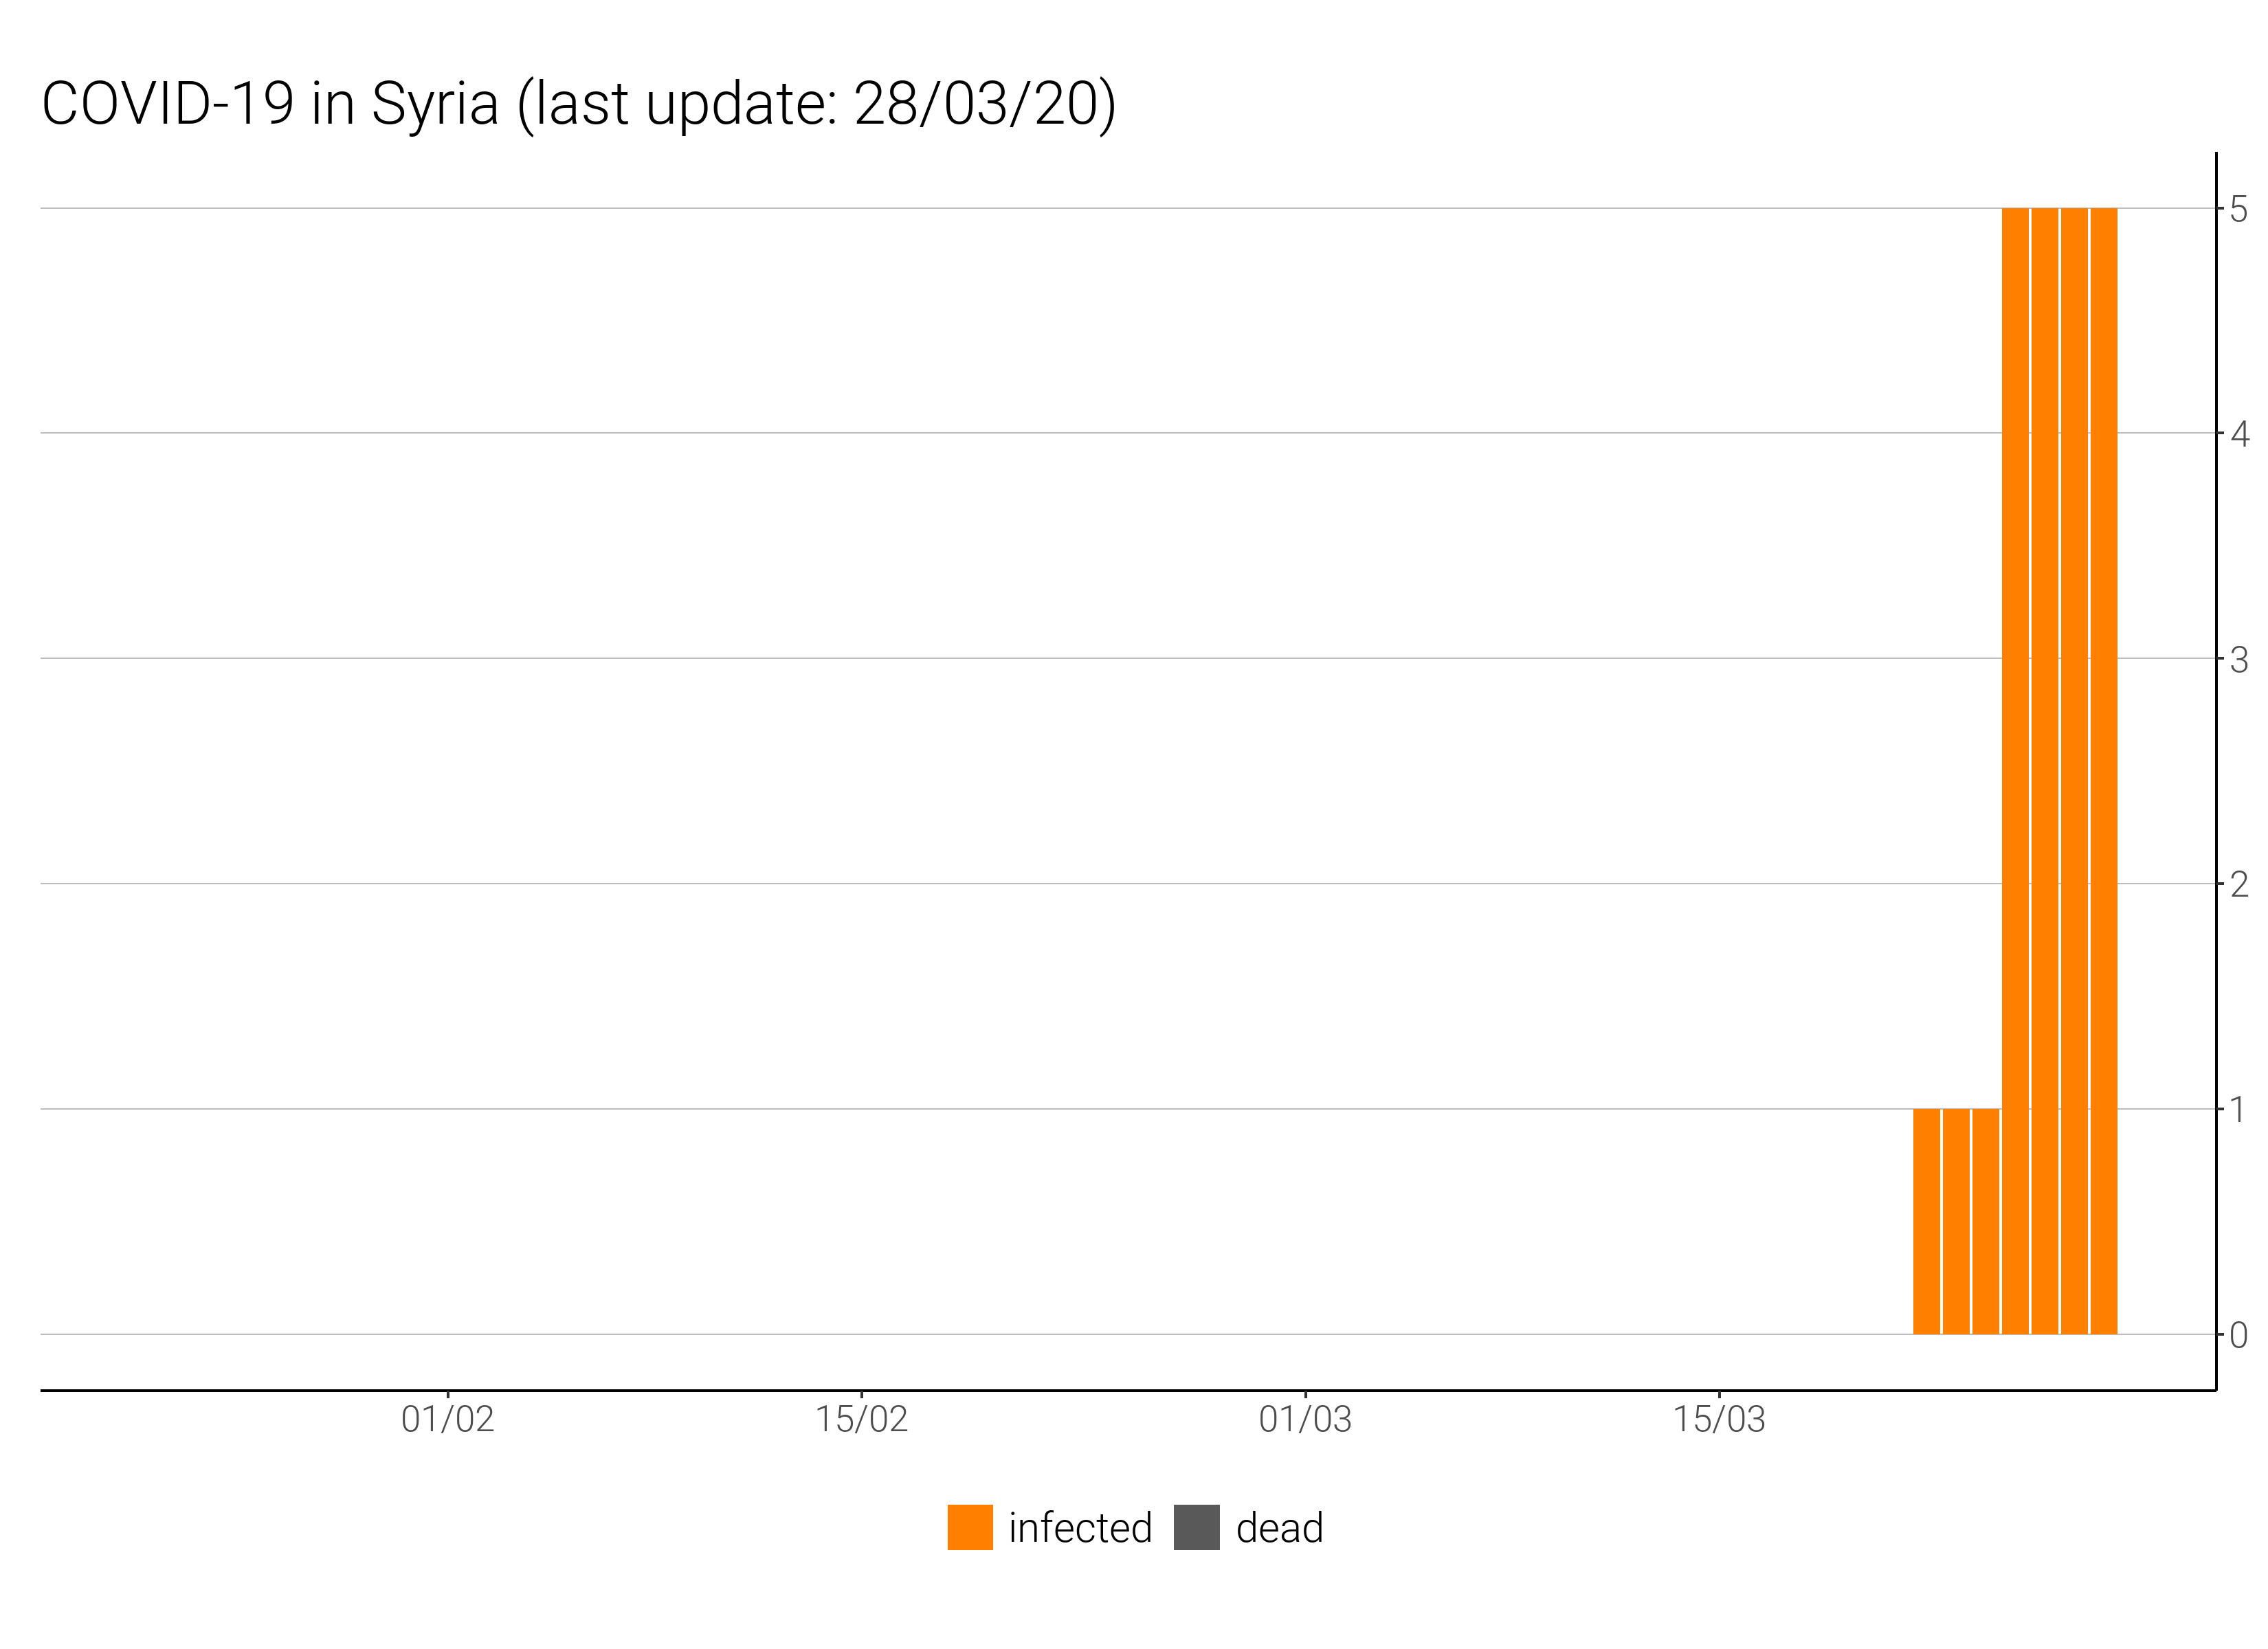 COVID-19 in Syria (last update: 28/03/20)
5
4
3
2
1
0
01/02 15/02 01/03 15/03
infected dead